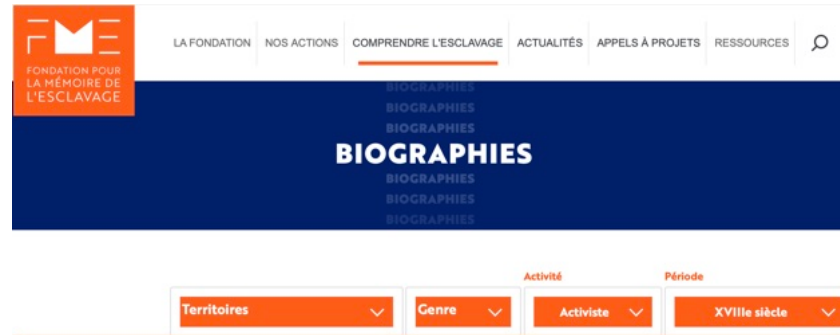 FME
FONDATION POUR
LA MÉMOIRE DE
L'ESCLAVAGE
LA FONDATION NOS ACTIONS COMPRENDRE L'ESCLAVAGE ACTUALITÉS APPELS À PROJETS RESSOURCES
BIOGRAPHIES
BIOGRAPHIES
BIOGRAPHIES
BIOGRAPHIES
BIOGRAPHIES
BIOGRAPHIES
BIOGRAPHIES
Activité Période
Territoires Genre Activiste XVIIIe siècle